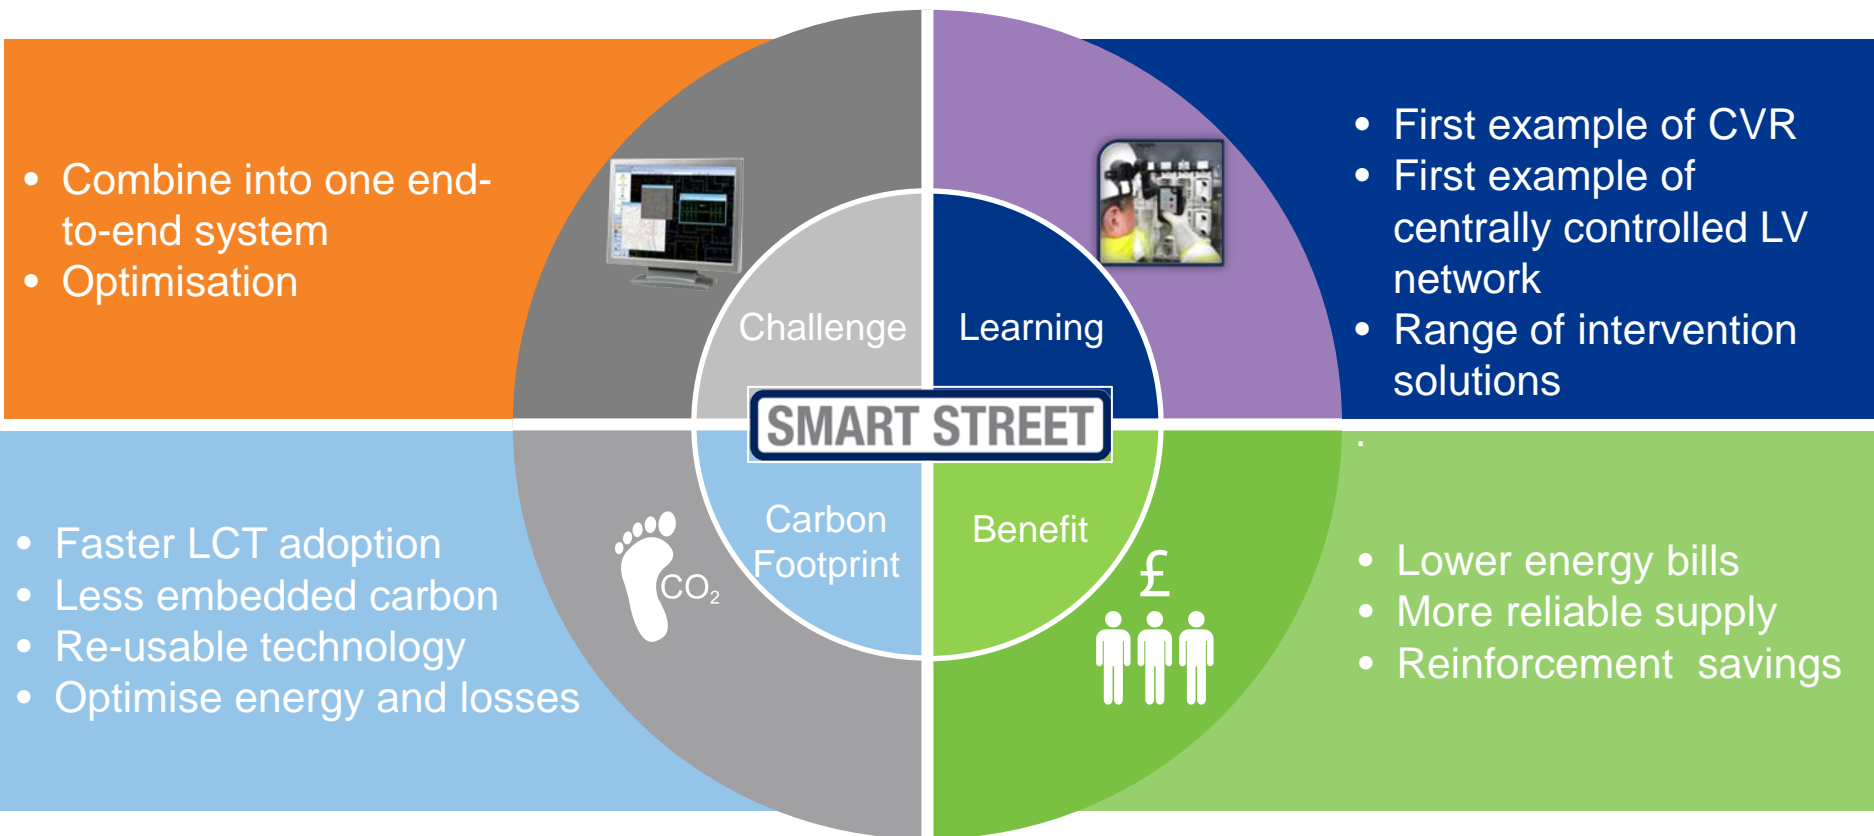 • Combine into one end-
to-end system
• Optimisation
Challenge
Learning
• First example of CVR
• First example of
centrally controlled LV
network
• Range of intervention
solutions
.
SMART STREET
• Faster LCT adoption
• Less embedded carbon
• Re-usable technology
• Optimise energy and losses
CO₂
Carbon
Footprint
Benefit
£
• Lower energy bills
• More reliable supply
• Reinforcement  savings